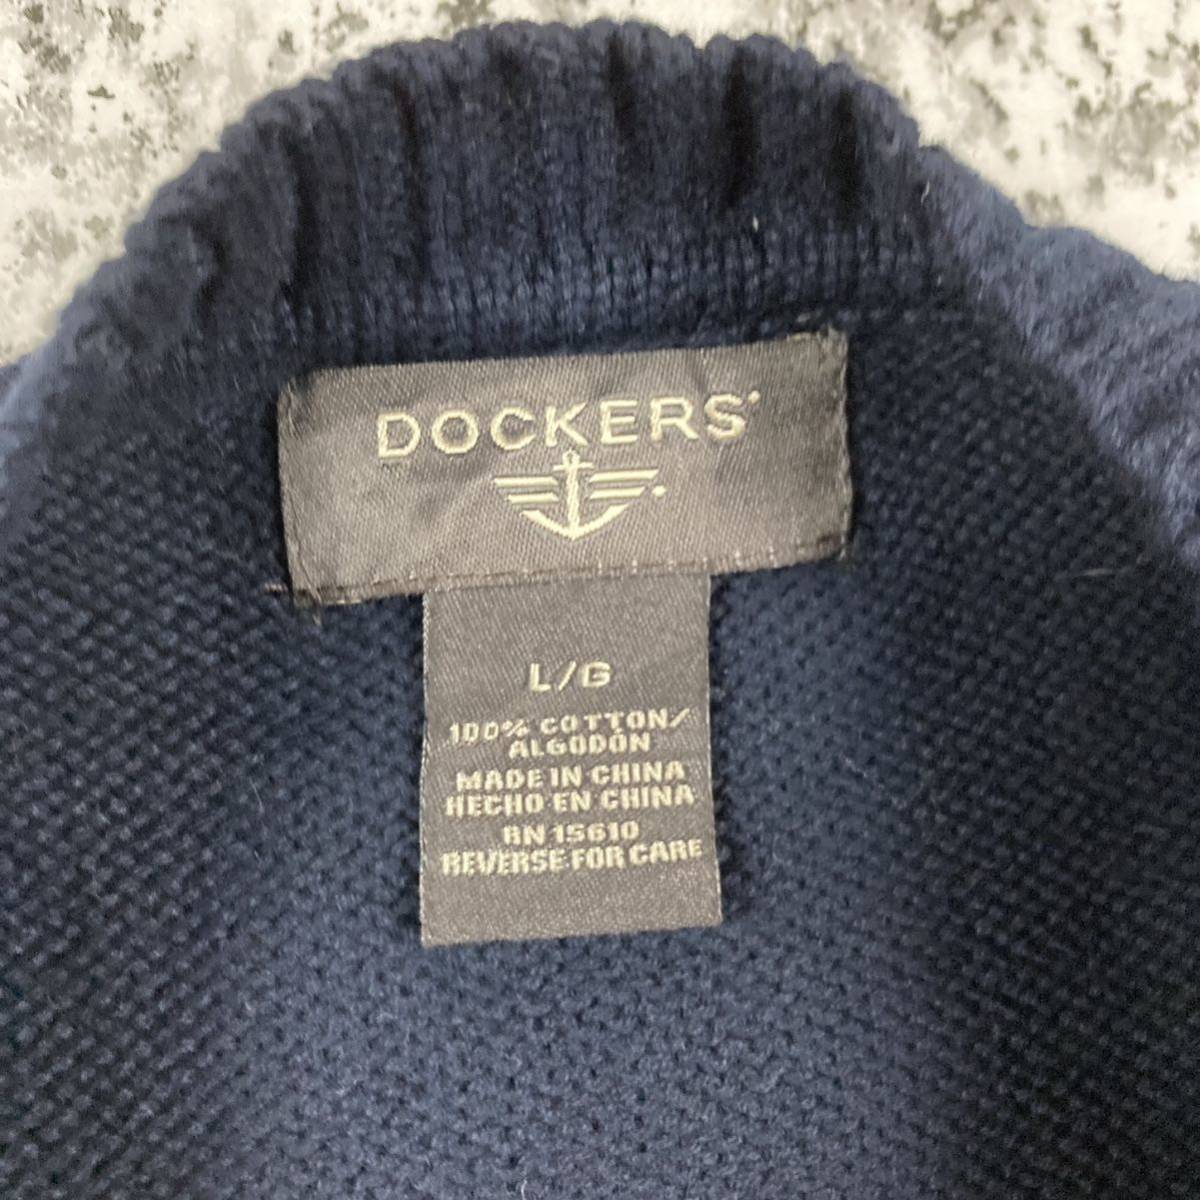 DOCKERS
L/G
100% COTTON/
ALGODÓN
MADE IN CHINA
HECHO EN CHINA
RN 15610
REVERSE FOR CARE